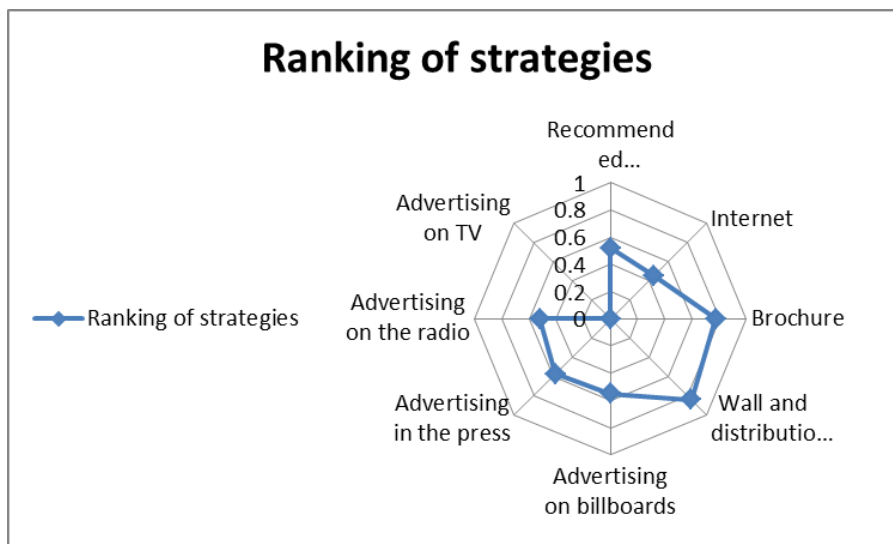 Ranking of strategies
Recommend
ed...
1
0.8
0.6
0.4
0.2
0
Internet
Brochure
Wall and
distributio...
Advertising
on billboards
Advertising
in the press
Advertising
on the radio
Advertising
on TV
Ranking of strategies